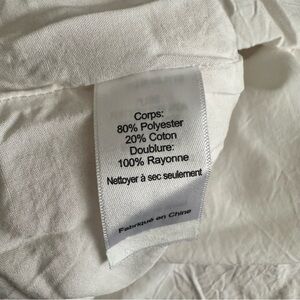 Corps:
80% Polyester
20% Coton
Doublure:
100% Rayonne
Nettoyer à sec seulement
Fabriqué en Chine